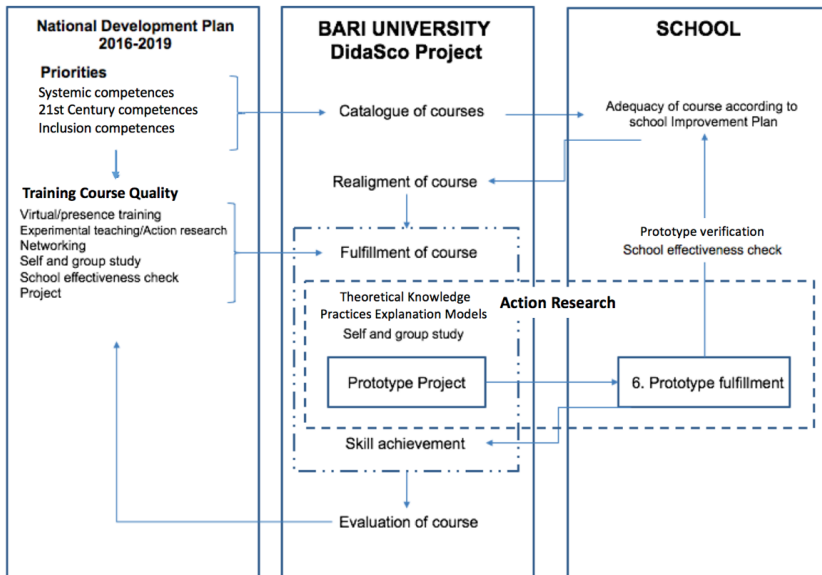 National Development Plan
2016-2019
Priorities
Systemic competences
21st Century competences
Inclusion competences
Training Course Quality
Virtual/presence training
Experimental teaching/Action research
Networking
Self and group study
School effectiveness check
Project
BARI UNIVERSITY
DidaSco Project
Catalogue of courses
Realigment of course
Fulfillment of course
Theoretical Knowledge
Practices Explanation Models
Self and group study
Prototype Project
Skill achievement
Evaluation of course
Action Research
SCHOOL
Adequacy of course according to
school Improvement Plan
Prototype verification
School effectiveness check
6. Prototype fulfillment